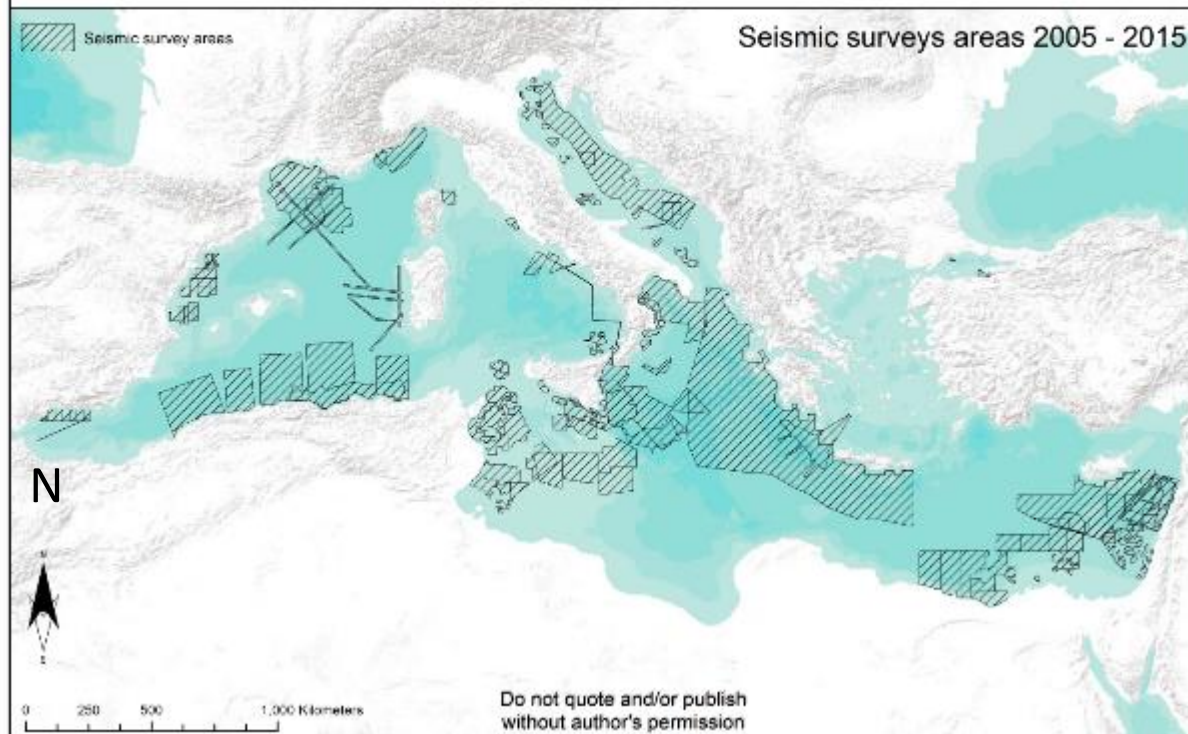 Seismic survey areas
Seismic surveys areas 2005 - 2015
N
0 250 500 1,000 Kilometers
Do not quote and/or publish
without author's permission